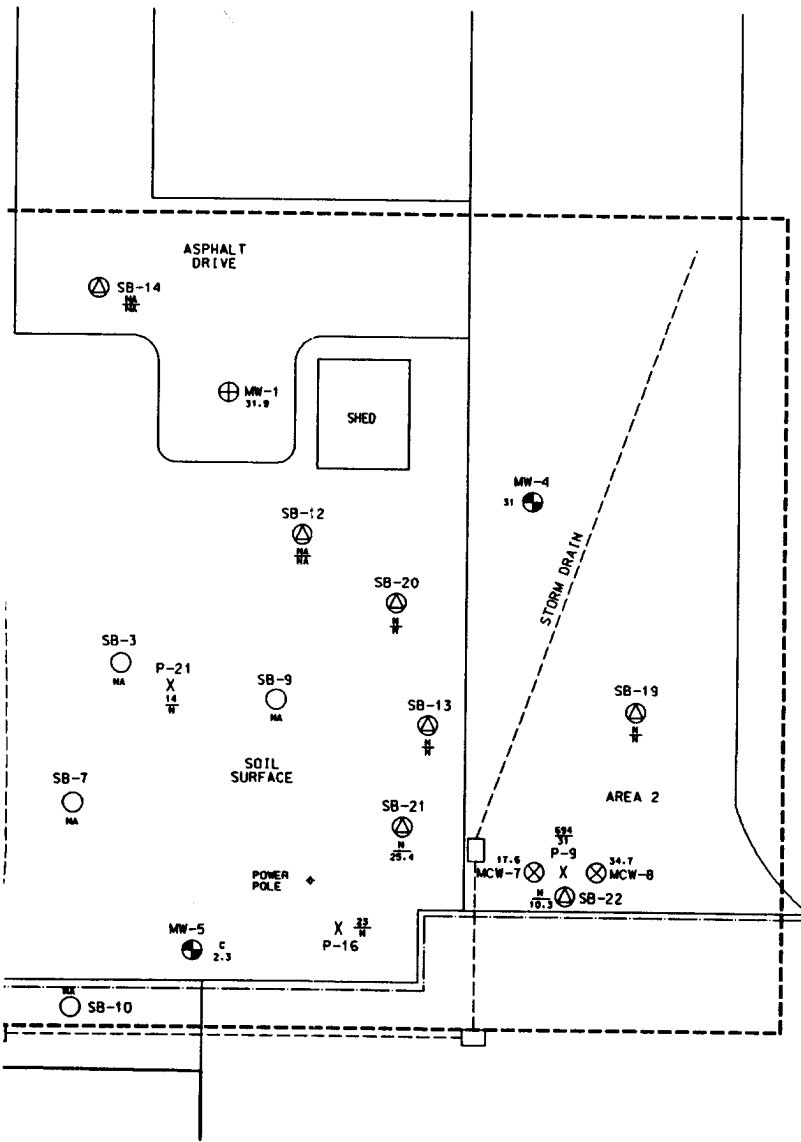 ASPHALT
DRIVE
SB-14
NA
NA
MW-1
31.9
SHED
MW-4
31
SB-12
NA
NA
STORM DRAIN
SB-20
N
N
SB-3
NA
P-21
X
14
N
SB-9
NA
SB-13
N
N
SB-19
N
N
SOIL
SURFACE
SB-7
NA
AREA 2
SB-21
N
25.4
694
31
P-9
X
17.6
MCW-7
34.7
MCW-8
POWER
POLE
N
10.3
SB-22
MW-5
C
2.3
X
23
N
P-16
NA
SB-10